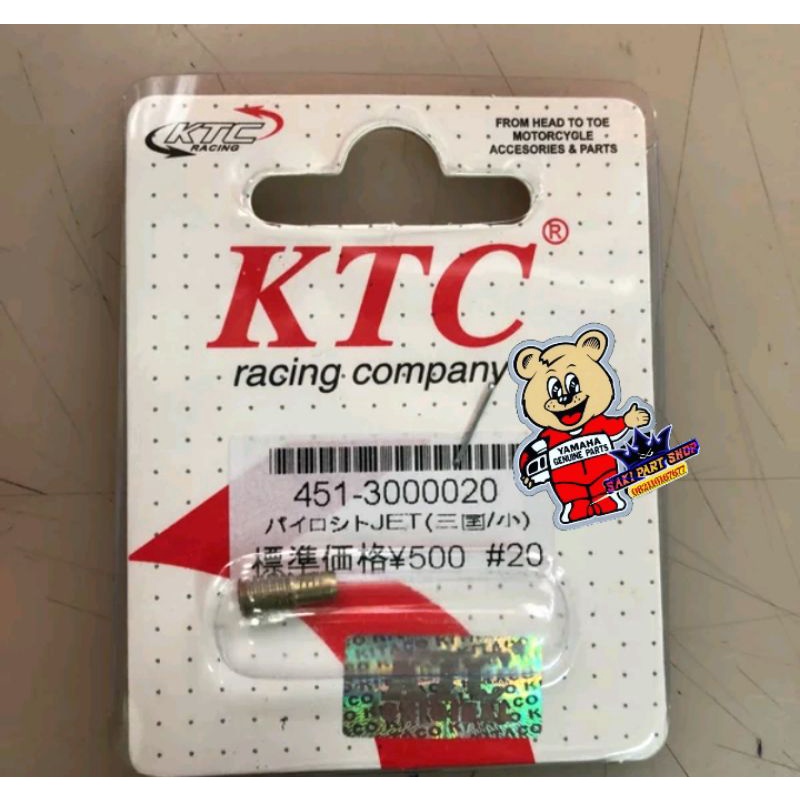 KTC
RACING
FROM HEAD TO TOE
MOTORCYCLE
ACCESORIES & PARTS
KTC®
racing company
YAMAHA
GENUINE PARTS
SAKI PART SHOP
451-3000020
パイロシトJET(三国/小)
標準価格¥500 #20